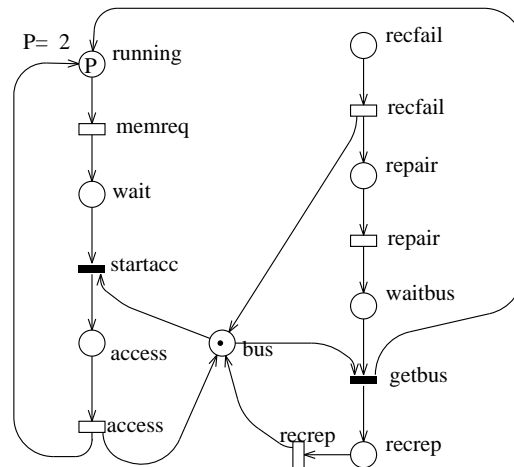 P= 2
running
P
memreq
wait
startacc
access
access
bus
recfail
recfail
repair
repair
waitbus
getbus
recrep
recrep